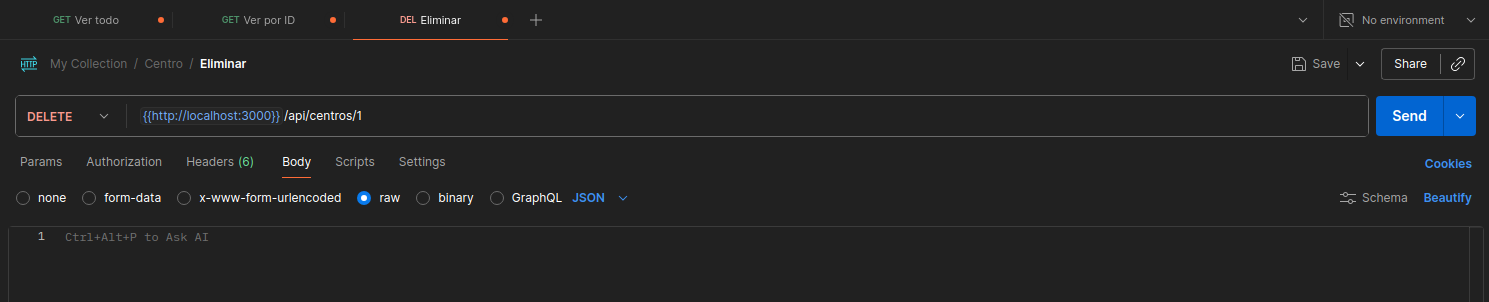 GET Ver todo GET Ver por ID DEL Eliminar No environment
HTTP My Collection / Centro / Eliminar Save Share
DELETE {{http://localhost:3000}} /api/centros/1 Send
Params Authorization Headers (6) Body Scripts Settings Cookies
none form-data x-www-form-urlencoded raw binary GraphQL JSON Schema Beautify
1 Ctrl+Alt+P to Ask AI